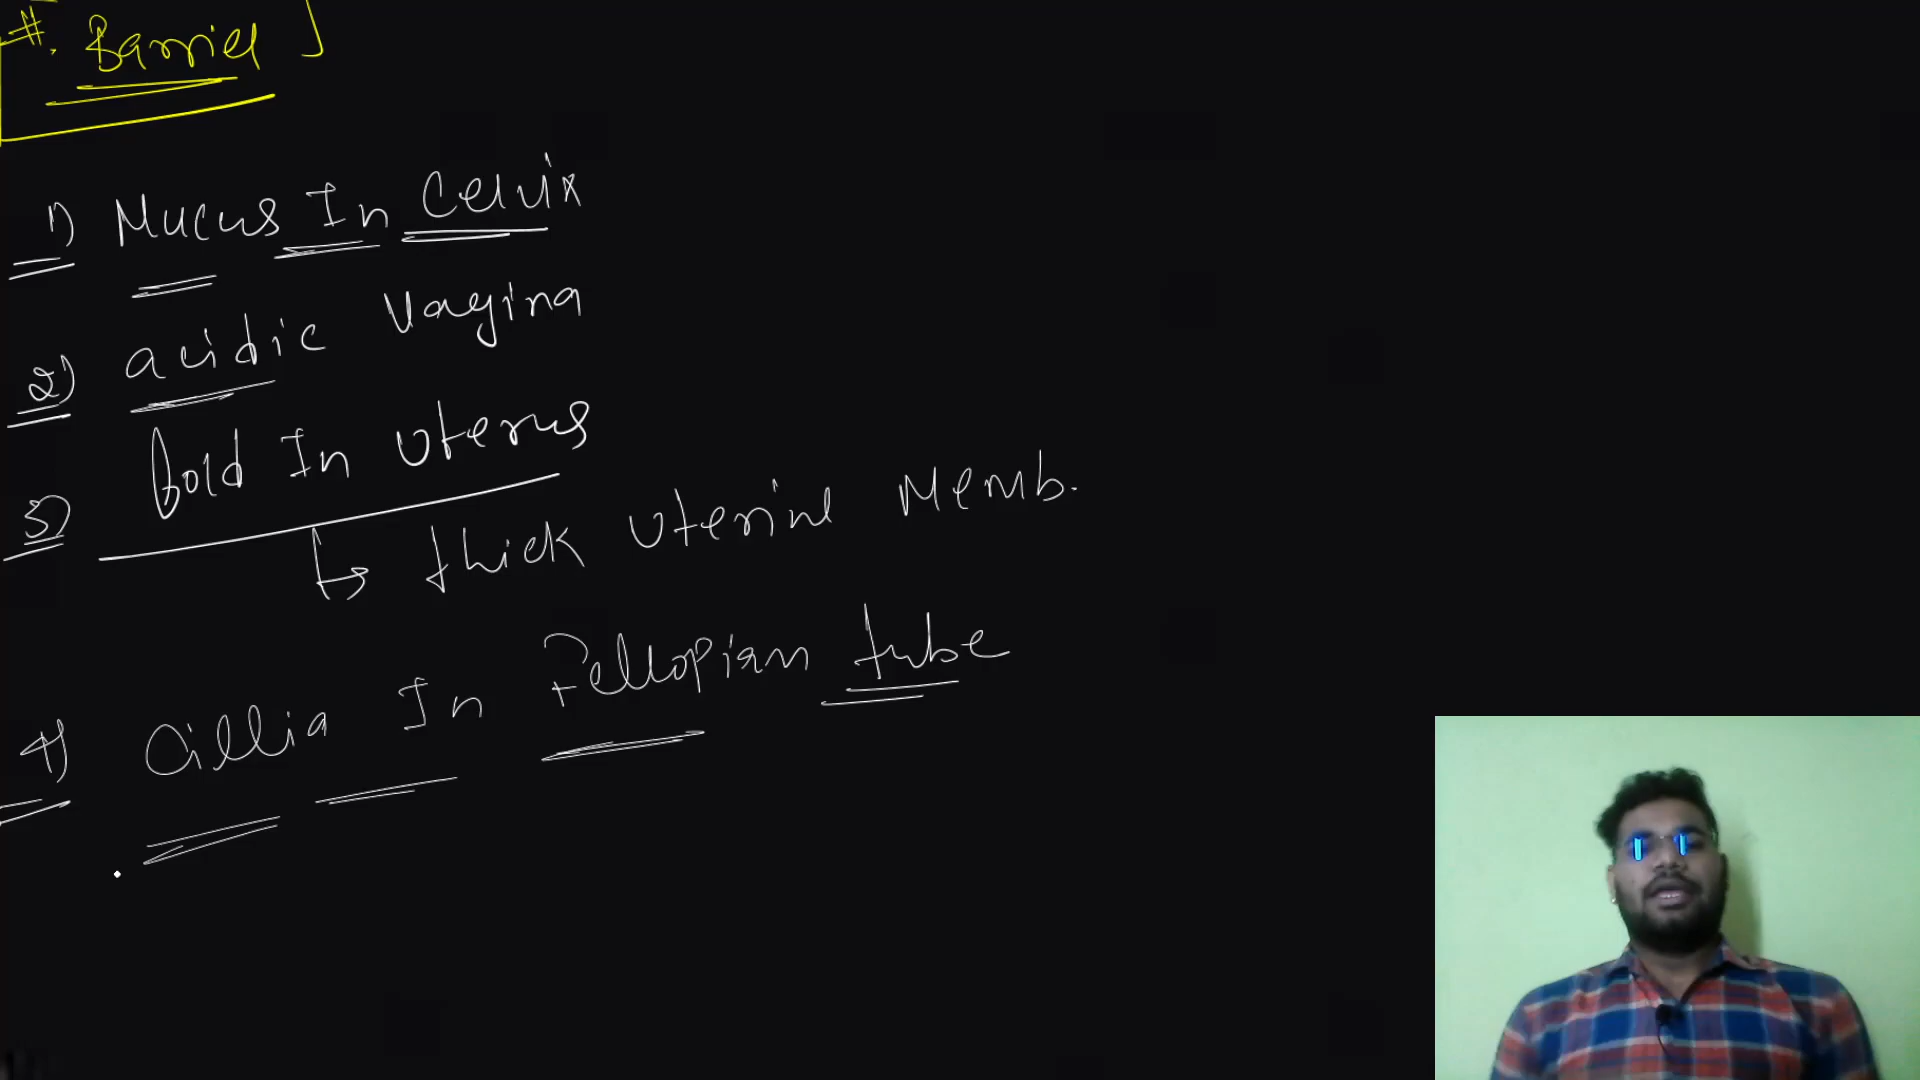 #. Barrier ]
1) Mucus In Cervix
2) acidic vagina
3) fold In uterus
↳ thick uterine Memb.
4) Cillia In Fellopian tube